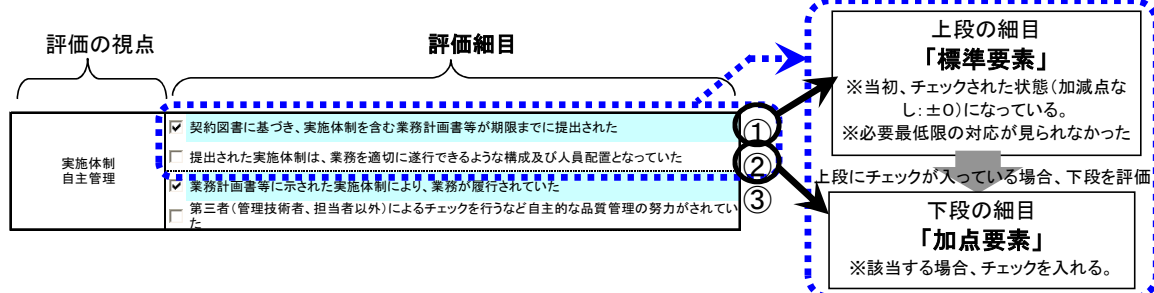 評価の視点
評価細目
実施体制
自主管理
契約図書に基づき、実施体制を含む業務計画書等が期限までに提出された
提出された実施体制は、業務を適切に遂行できるような構成及び人員配置となっていた
業務計画書等に示された実施体制により、業務が履行されていた
第三者(管理技術者、担当者以外)によるチェックを行うなど自主的な品質管理の努力がされてい
た
①
②
③
上段の細目
「標準要素」
※当初、チェックされた状態(加減点な
し:±0)になっている。
※必要最低限の対応が見られなかった
上段にチェックが入っている場合、下段を評価
下段の細目
「加点要素」
※該当する場合、チェックを入れる。